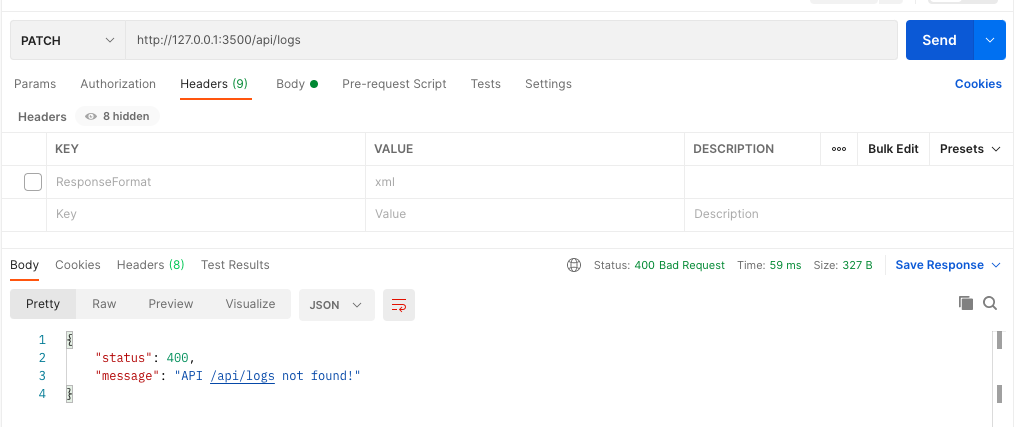 PATCH http://127.0.0.1:3500/api/logs Send
Params Authorization Headers (9) Body Pre-request Script Tests Settings Cookies
Headers 8 hidden
KEY VALUE DESCRIPTION Bulk Edit Presets
ResponseFormat xml
Key Value Description
Body Cookies Headers (8) Test Results Status: 400 Bad Request Time: 59 ms Size: 327 B Save Response
Pretty Raw Preview Visualize JSON
1 {
2 "status": 400,
3 "message": "API /api/logs not found!"
4 }